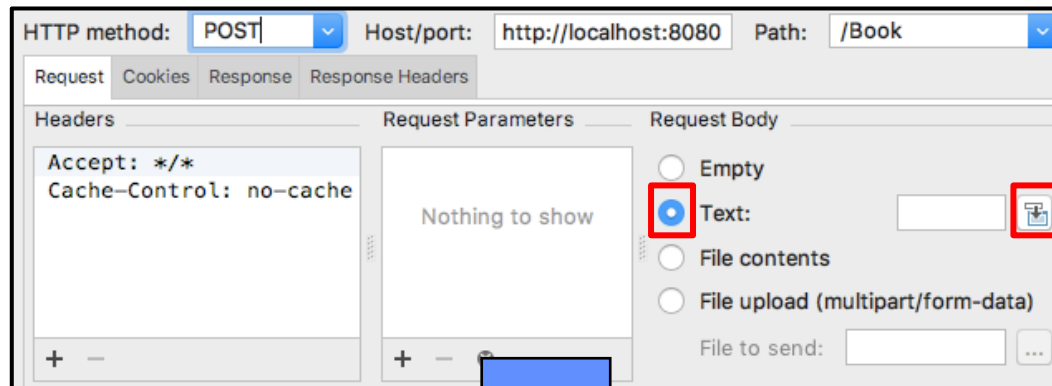 HTTP method: POST Host/port: http://localhost:8080 Path: /Book
Request Cookies Response Response Headers
Headers Request Parameters Request Body
Accept: */*
Cache-Control: no-cache
Nothing to show
Empty
Text:
File contents
File upload (multipart/form-data)
File to send: ...